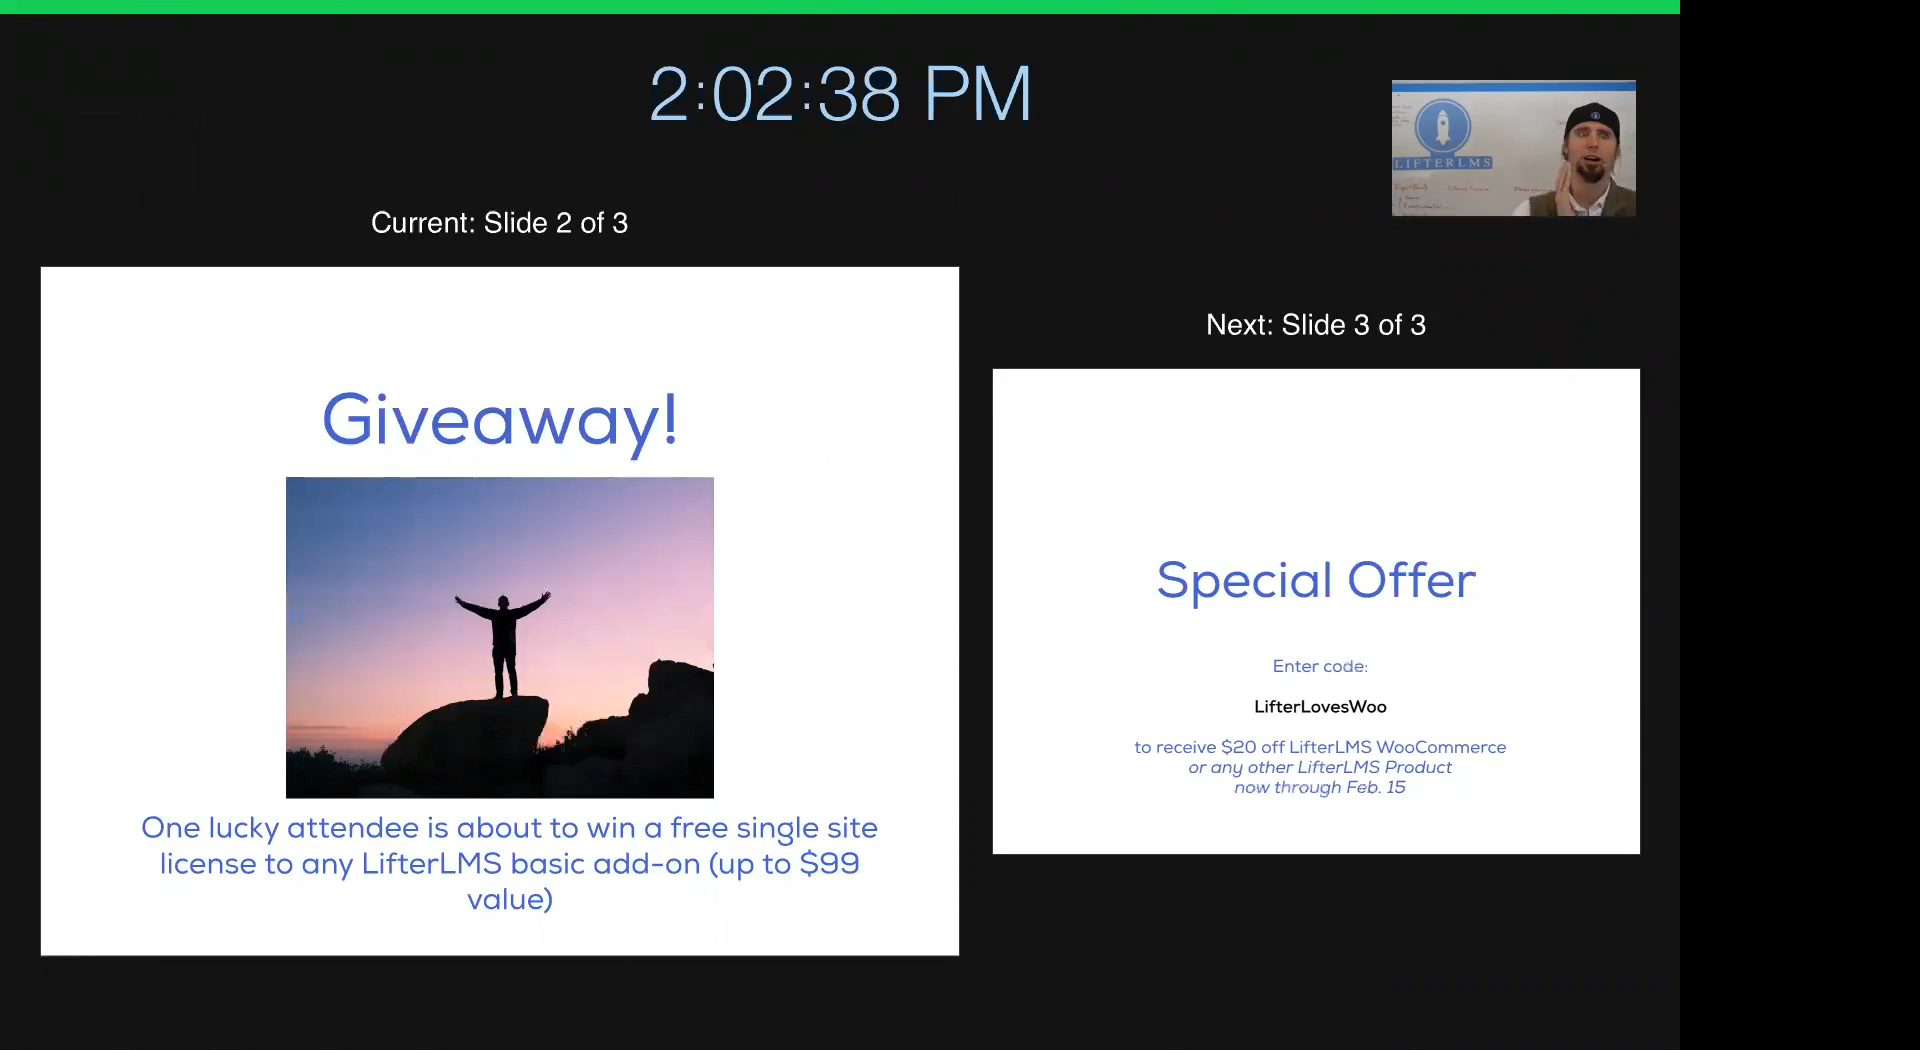 2:02:38 PM
LIFTERLMS
Current: Slide 2 of 3
Giveaway!
One lucky attendee is about to win a free single site
license to any LifterLMS basic add-on (up to $99
value)
Next: Slide 3 of 3
Special Offer
Enter code:
LifterLovesWoo
to receive $20 off LifterLMS WooCommerce
or any other LifterLMS Product
now through Feb. 15